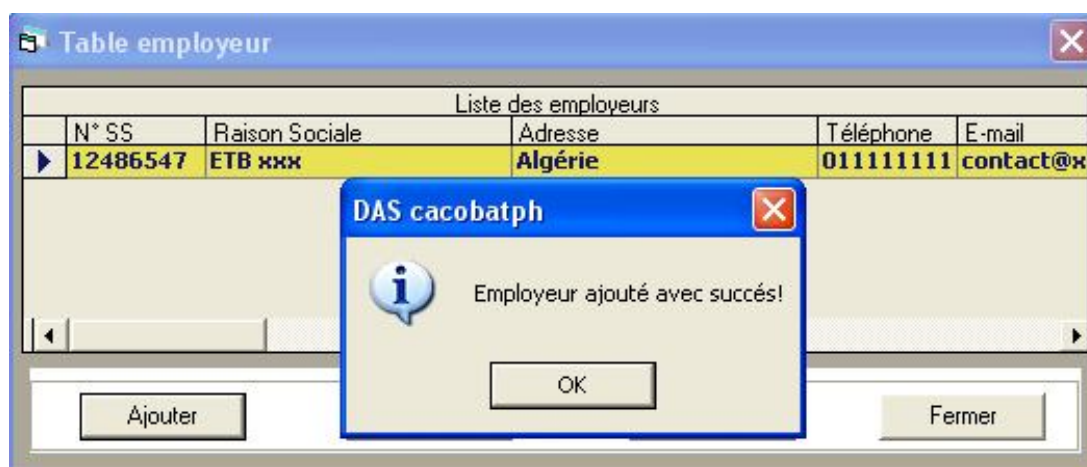 Table employeur
Liste des employeurs
N° SS Raison Sociale Adresse Téléphone E-mail
12486547 ETB xxx Algérie 011111111 contact@x
DAS cacobatph
Employeur ajouté avec succés!
OK
Ajouter Fermer